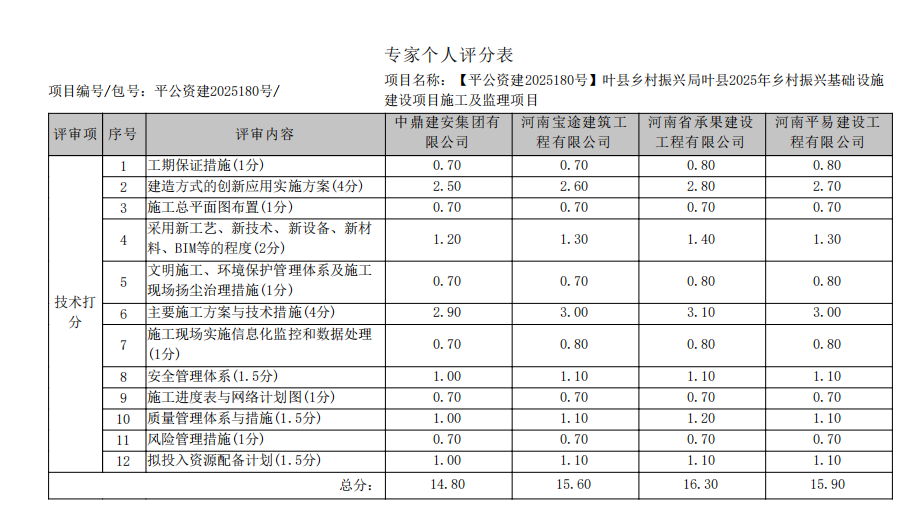 专家个人评分表
项目编号/包号：平公资建2025180号/
项目名称：【平公资建2025180号】叶县乡村振兴局叶县2025年乡村振兴基础设施
建设项目施工及监理项目
评审项 序号 评审内容 中鼎建安集团有 河南宝途建筑工 河南省承果建设 河南平易建设工
限公司 程有限公司 工程有限公司 程有限公司
技术打
分
1 工期保证措施(1分) 0.70 0.70 0.80 0.80
2 建造方式的创新应用实施方案(4分) 2.50 2.60 2.80 2.70
3 施工总平面图布置(1分) 0.70 0.70 0.70 0.70
4 采用新工艺、新技术、新设备、新材
料、BIM等的程度(2分) 1.20 1.30 1.40 1.30
5 文明施工、环境保护管理体系及施工
现场扬尘治理措施(1分) 0.70 0.70 0.80 0.80
6 主要施工方案与技术措施(4分) 2.90 3.00 3.10 3.00
7 施工现场实施信息化监控和数据处理
(1分) 0.70 0.80 0.80 0.80
8 安全管理体系(1.5分) 1.00 1.10 1.10 1.10
9 施工进度表与网络计划图(1分) 0.70 0.70 0.70 0.70
10 质量管理体系与措施(1.5分) 1.00 1.10 1.20 1.10
11 风险管理措施(1分) 0.70 0.70 0.70 0.70
12 拟投入资源配备计划(1.5分) 1.00 1.10 1.10 1.10
总分： 14.80 15.60 16.30 15.90